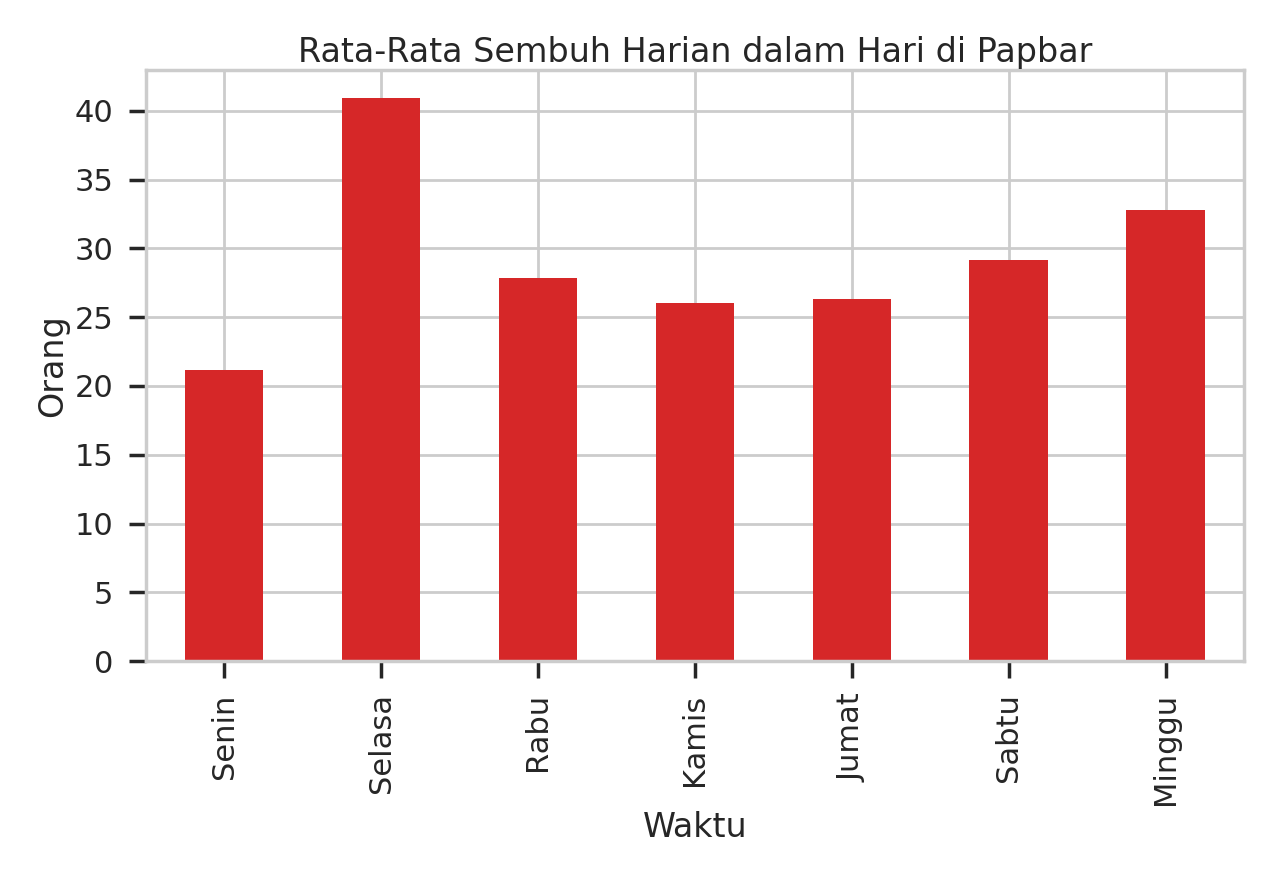 Rata-Rata Sembuh Harian dalam Hari di Papbar
40
35
30
25
20
15
10
5
0
Orang
Senin
Selasa
Rabu
Kamis
Jumat
Sabtu
Minggu
Waktu